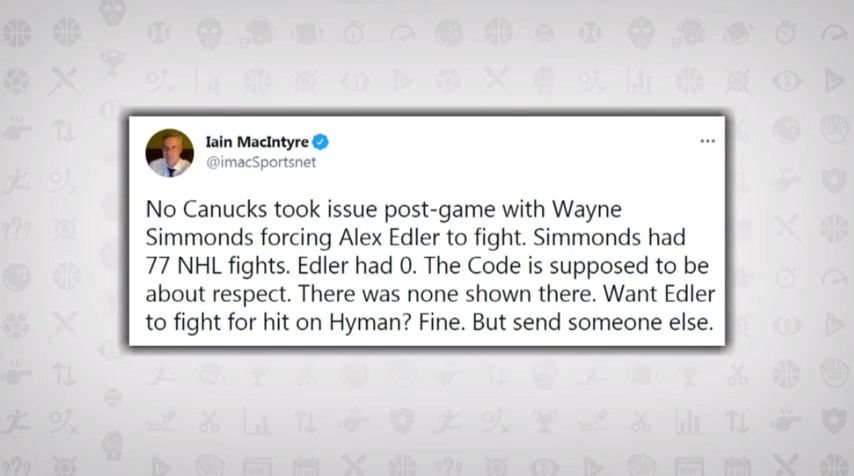 Iain MacIntyre
@imacSportsnet
No Canucks took issue post-game with Wayne
Simmonds forcing Alex Edler to fight. Simmonds had
77 NHL fights. Edler had 0. The Code is supposed to be
about respect. There was none shown there. Want Edler
to fight for hit on Hyman? Fine. But send someone else.